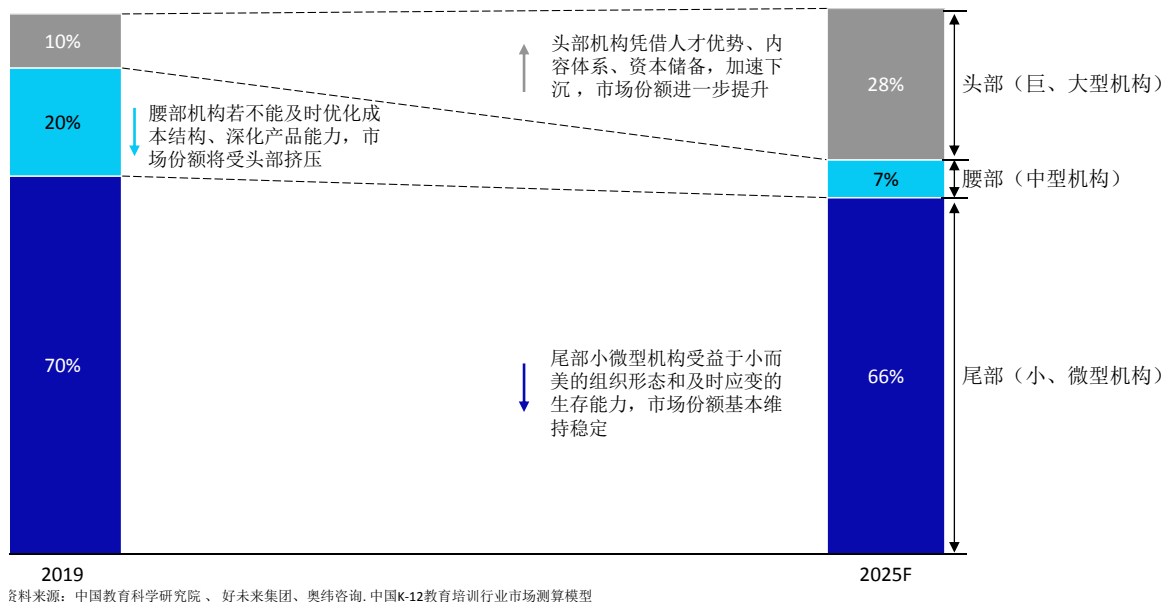 10%
20%
70%
腰部机构若不能及时优化成
本结构、深化产品能力，市
场份额将受头部挤压
头部机构凭借人才优势、内
容体系、资本储备，加速下
沉 ，市场份额进一步提升
尾部小微型机构受益于小而
美的组织形态和及时应变的
生存能力，市场份额基本维
持稳定
28%
7%
66%
头部（巨、大型机构）
腰部（中型机构）
尾部（小、微型机构）
2019
2025F
资料来源：中国教育科学研究院 、 好未来集团、奥纬咨询. 中国K-12教育培训行业市场测算模型